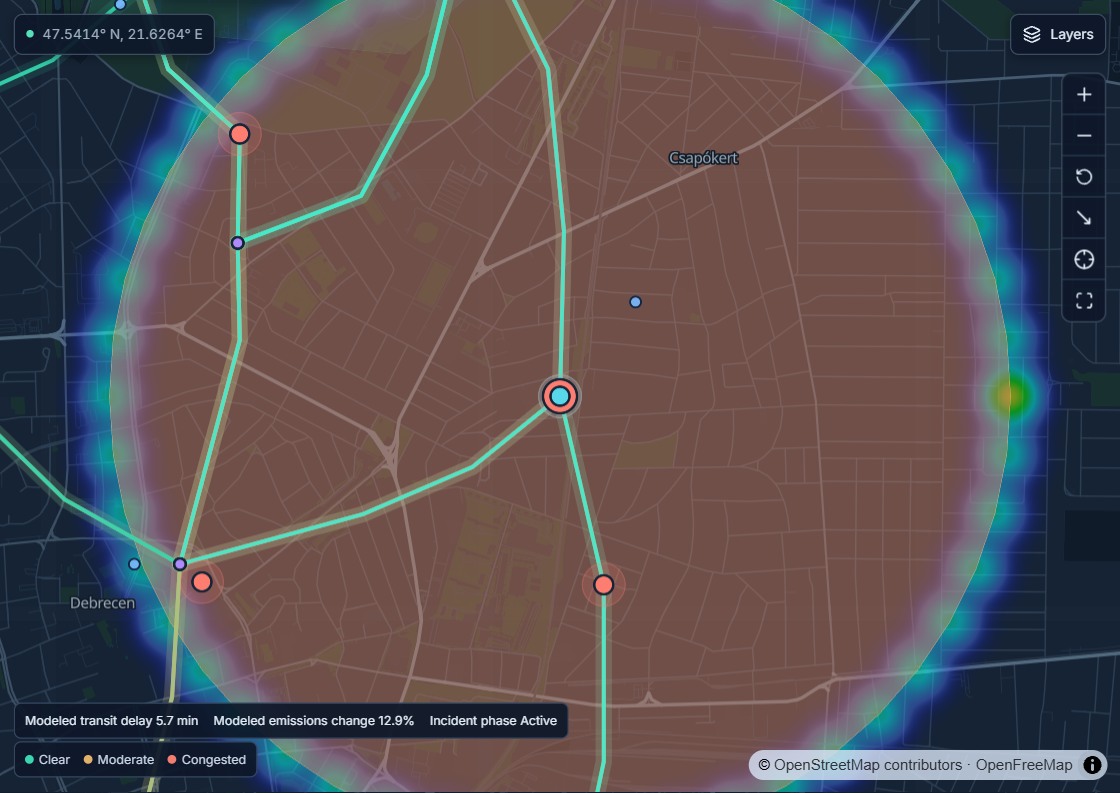 47.5414° N, 21.6264° E
Layers
Csapókert
Debrecen
Modeled transit delay 5.7 min Modeled emissions change 12.9% Incident phase Active
Clear Moderate Congested
© OpenStreetMap contributors · OpenFreeMap